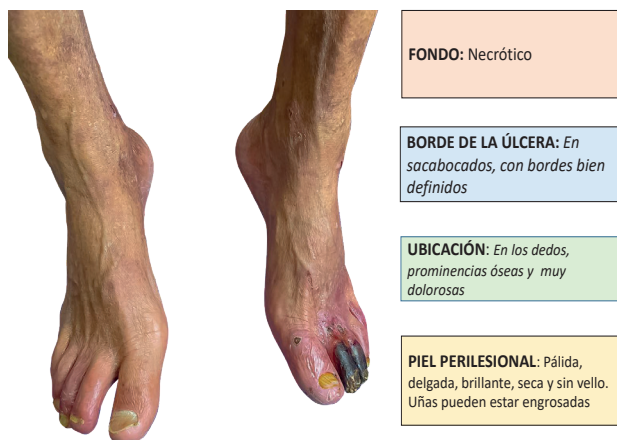 FONDO: Necrótico
BORDE DE LA ÚLCERA: En
sacabocados, con bordes bien
definidos
UBICACIÓN: En los dedos,
prominencias óseas y muy
dolorosas
PIEL PERILESIONAL: Pálida,
delgada, brillante, seca y sin vello.
Uñas pueden estar engrosadas